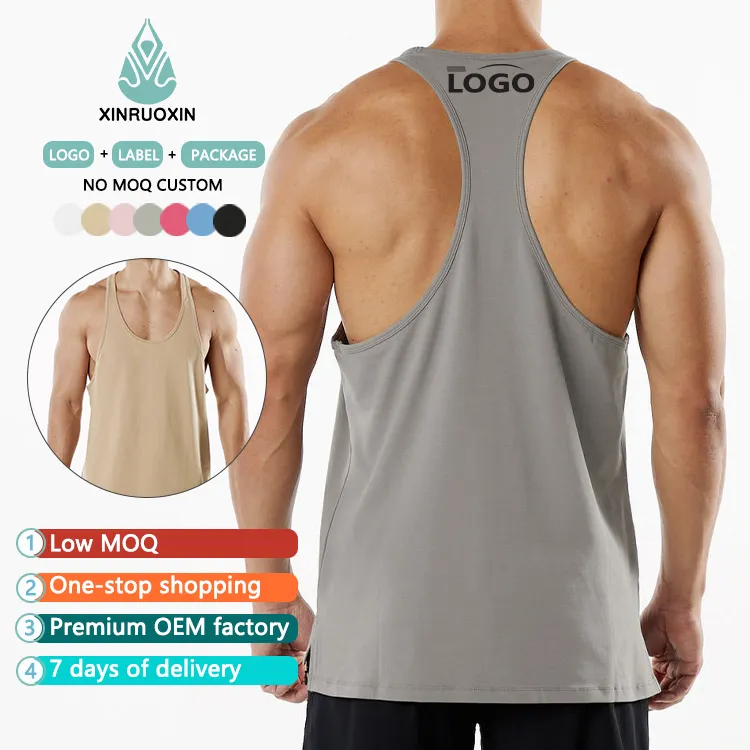 XINRUOXIN
LOGO + LABEL + PACKAGE
NO MOQ CUSTOM
LOGO
1 Low MOQ
2 One-stop shopping
3 Premium OEM factory
4 7 days of delivery